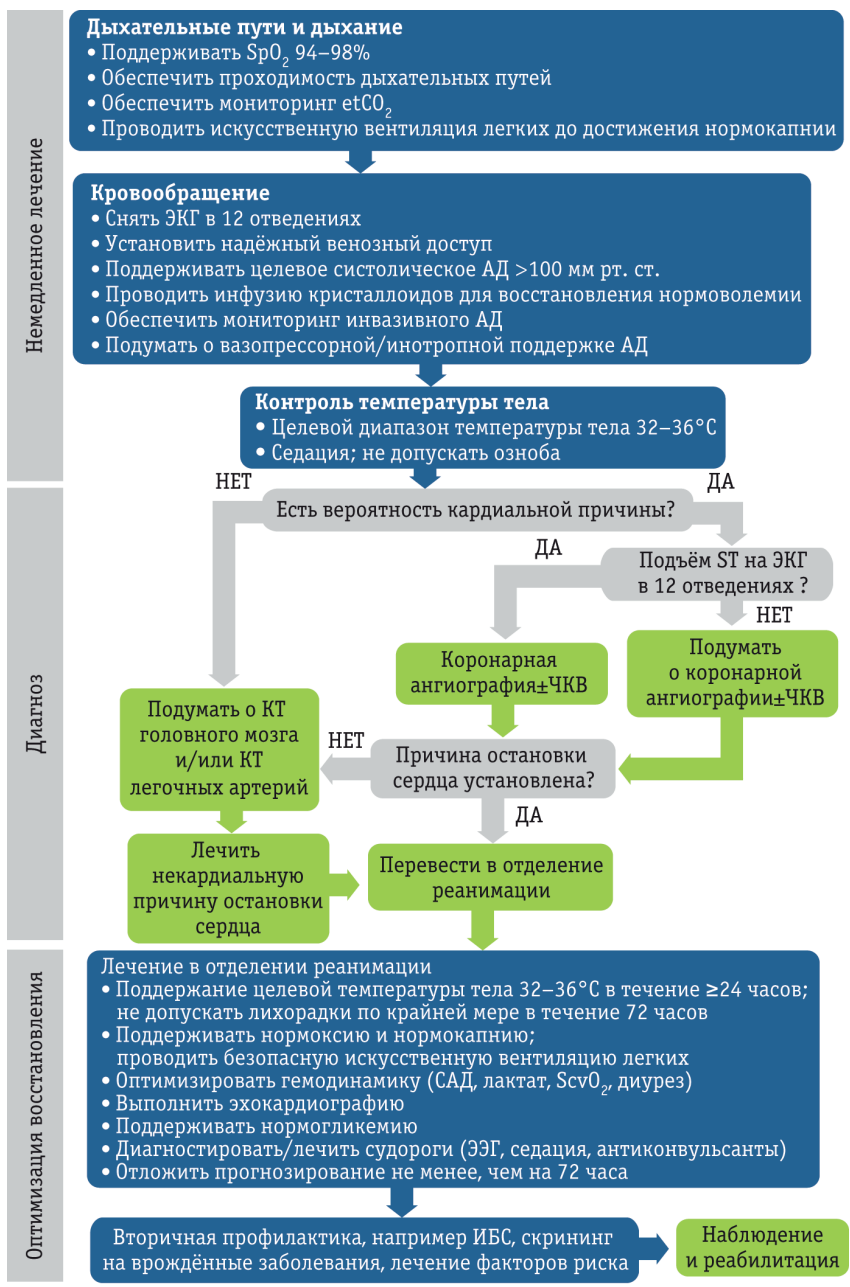 Немедленное лечение
Дыхательные пути и дыхание
• Поддерживать SpO₂ 94–98%
• Обеспечить проходимость дыхательных путей
• Обеспечить мониторинг etCO₂
• Проводить искусственную вентиляция легких до достижения нормокапнии
Кровообращение
• Снять ЭКГ в 12 отведениях
• Установить надёжный венозный доступ
• Поддерживать целевое систолическое АД >100 мм рт. ст.
• Проводить инфузию кристаллоидов для восстановления нормоволемии
• Обеспечить мониторинг инвазивного АД
• Подумать о вазопрессорной/инотропной поддержке АД
Контроль температуры тела
• Целевой диапазон температуры тела 32–36°C
• Седация; не допускать озноба
Диагноз
НЕТ
ДА
Есть вероятность кардиальной причины?
ДА
Подъём ST на ЭКГ
в 12 отведениях ?
НЕТ
Коронарная
ангиография±ЧКВ
Подумать
о коронарной
ангиографии±ЧКВ
Подумать о КТ
головного мозга
и/или КТ
легочных артерий
НЕТ
Причина остановки
сердца установлена?
ДА
Лечить
некардиальную
причину остановки
сердца
Перевести в отделение
реанимации
Оптимизация восстановления
Лечение в отделении реанимации
• Поддержание целевой температуры тела 32–36°C в течение ≥24 часов;
не допускать лихорадки по крайней мере в течение 72 часов
• Поддерживать нормоксию и нормокапнию;
проводить безопасную искусственную вентиляцию легких
• Оптимизировать гемодинамику (САД, лактат, ScvO₂, диурез)
• Выполнить эхокардиографию
• Поддерживать нормогликемию
• Диагностировать/лечить судороги (ЭЭГ, седация, антиконвульсанты)
• Отложить прогнозирование не менее, чем на 72 часа
Вторичная профилактика, например ИБС, скрининг
на врождённые заболевания, лечение факторов риска
Наблюдение
и реабилитация